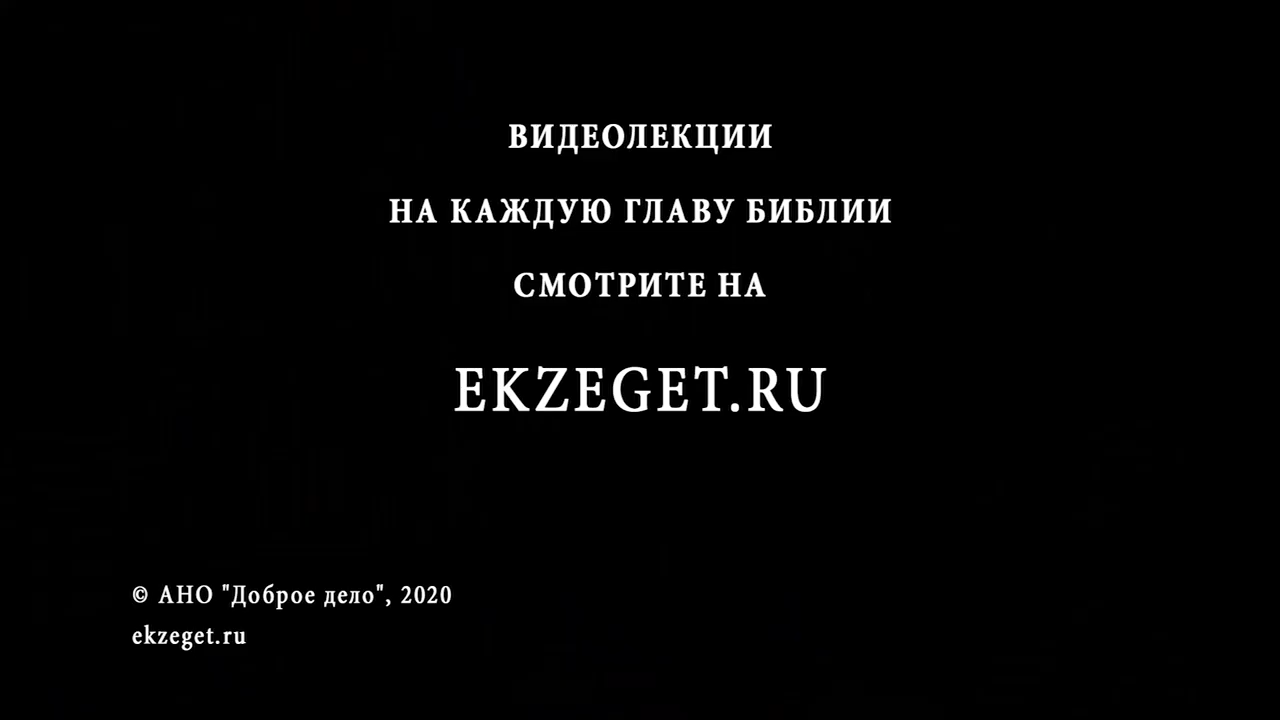 ВИДЕОЛЕКЦИИ
НА КАЖДУЮ ГЛАВУ БИБЛИИ
СМОТРИТЕ НА
EKZEGET.RU
© АНО "Доброе дело", 2020
ekzeget.ru